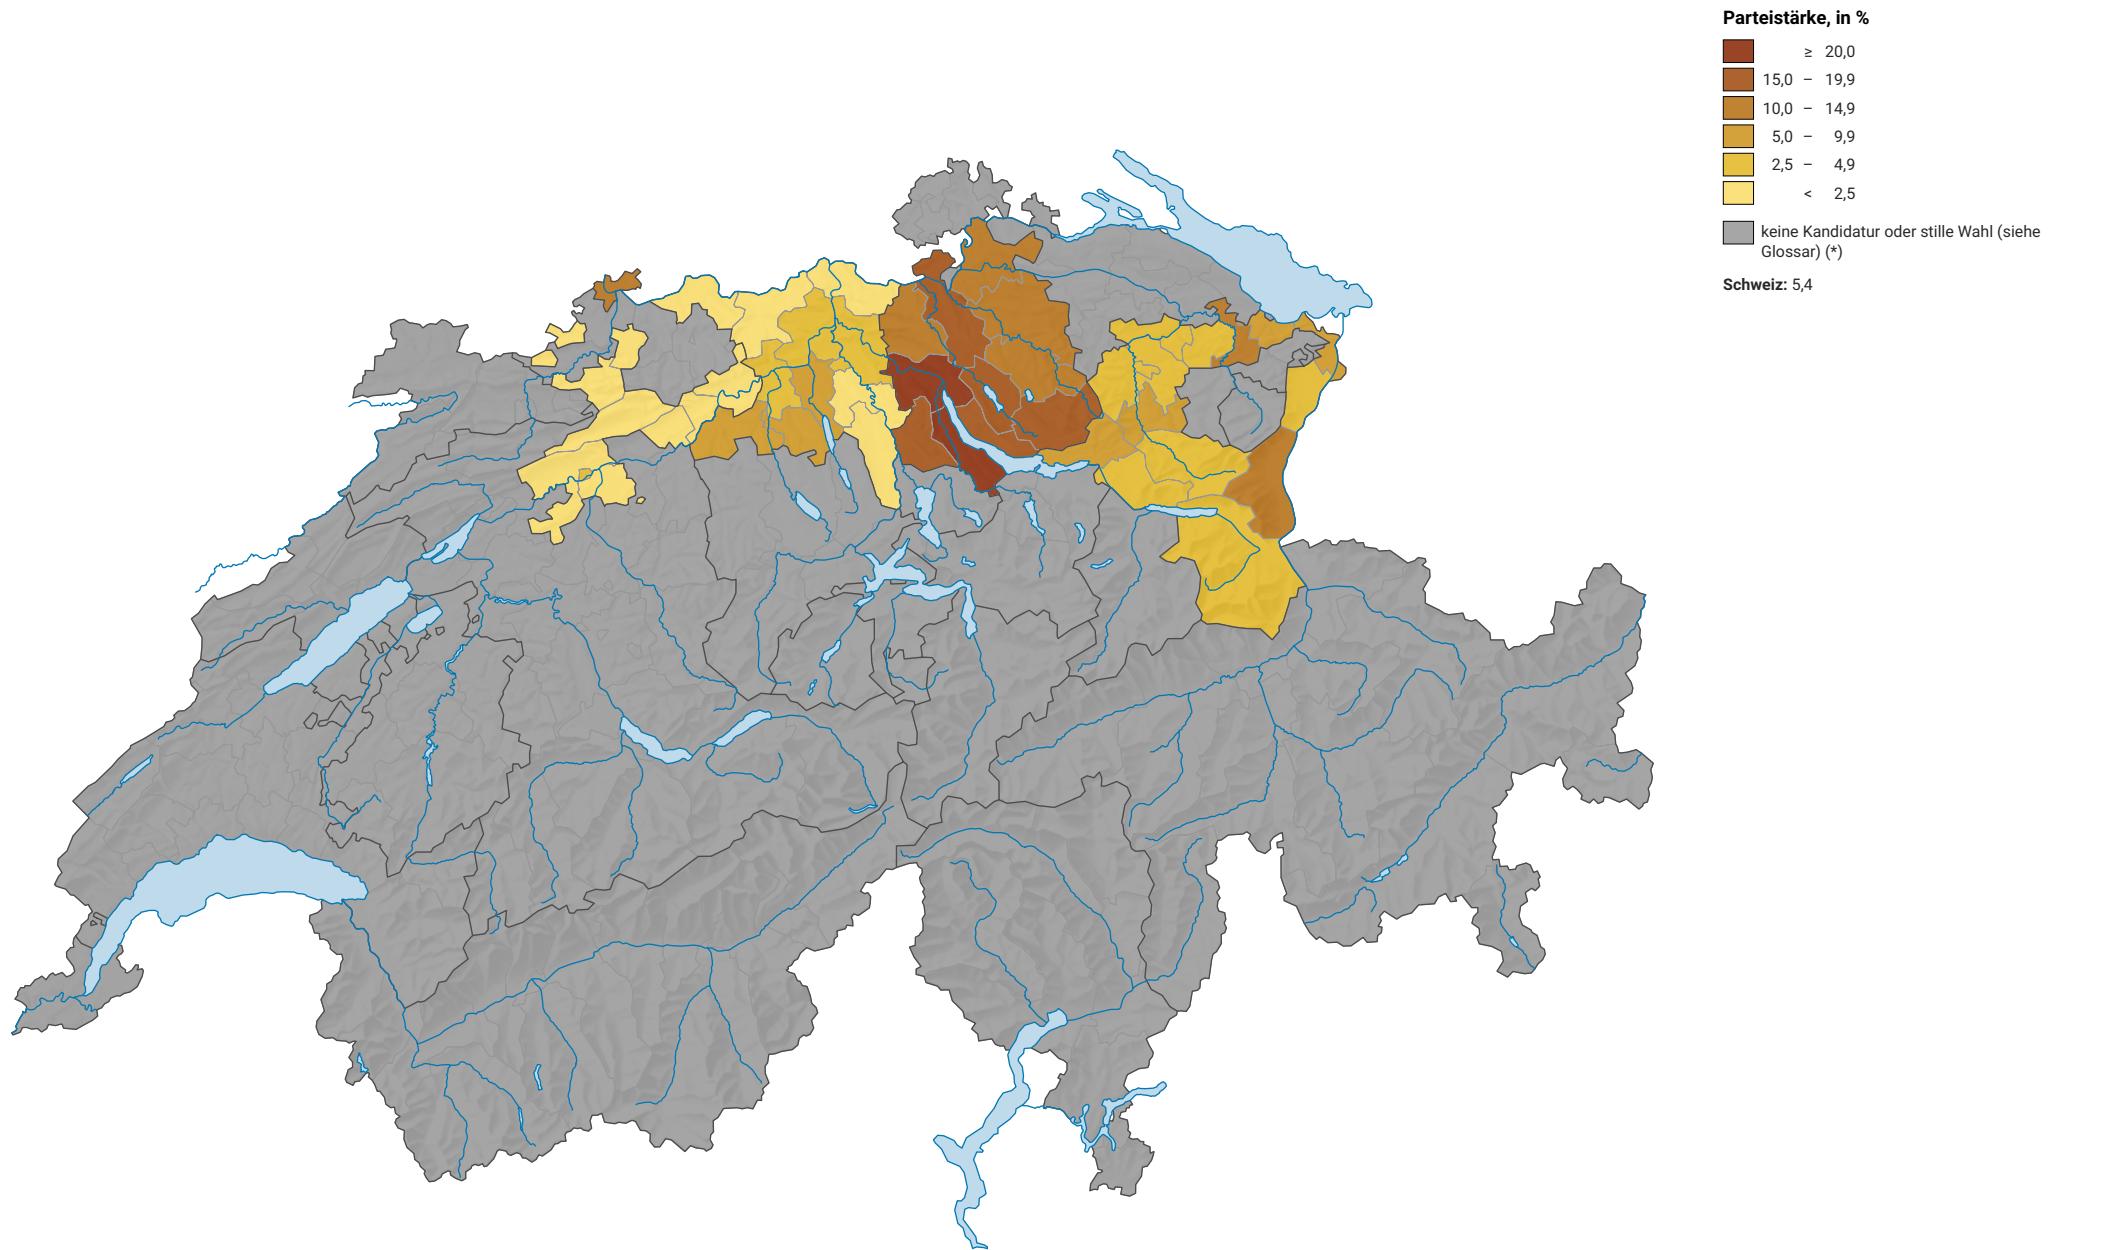 Parteistärke, in %
≥ 20,0
15,0 – 19,9
10,0 – 14,9
5,0 – 9,9
2,5 – 4,9
< 2,5
keine Kandidatur oder stille Wahl (siehe
Glossar) (*)
Schweiz: 5,4